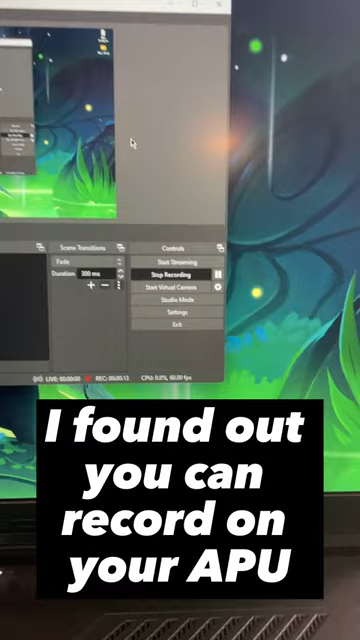 Scene Transitions
Controls
Fade
Start Streaming
Duration 300 ms
Stop Recording
Start Virtual Camera
Studio Mode
Settings
Exit
LIVE: 00:00:00 REC: 00:00:13 CPU: 0.0%, 60.00 fps
I found out
you can
record on
your APU